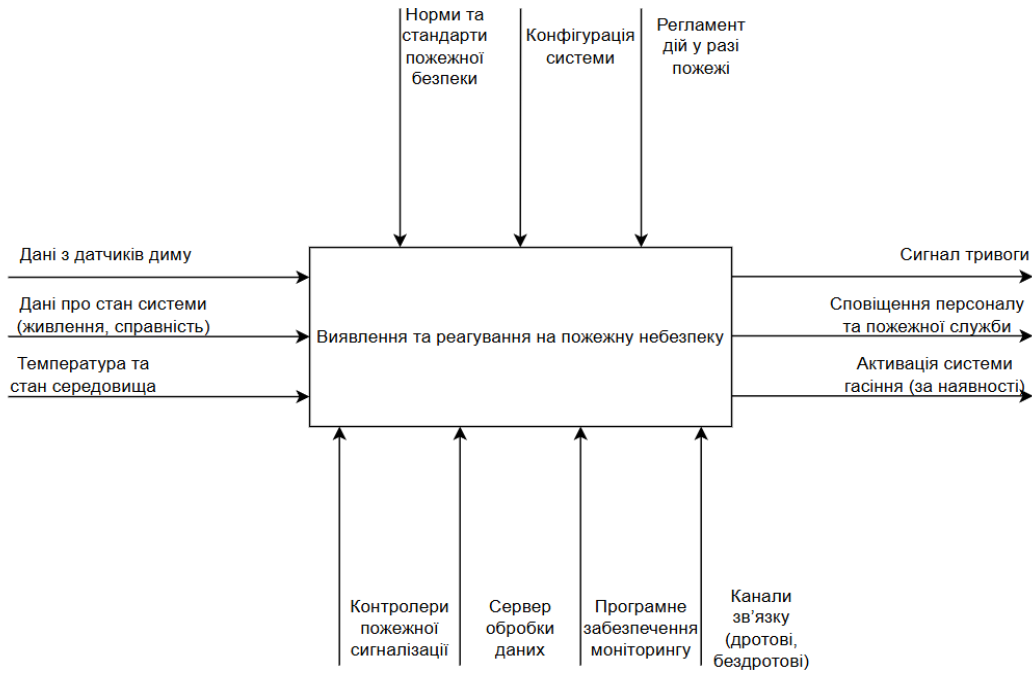 Норми та
стандарти
пожежної
безпеки
Конфігурація
системи
Регламент
дій у разі
пожежі
Дані з датчиків диму
Дані про стан системи
(живлення, справність)
Температура та
стан середовища
Виявлення та реагування на пожежну небезпеку
Сигнал тривоги
Сповіщення персоналу
та пожежної служби
Активація системи
гасіння (за наявності)
Контролери
пожежної
сигналізації
Сервер
обробки
даних
Програмне
забезпечення
моніторингу
Канали
зв’язку
(дротові,
бездротові)